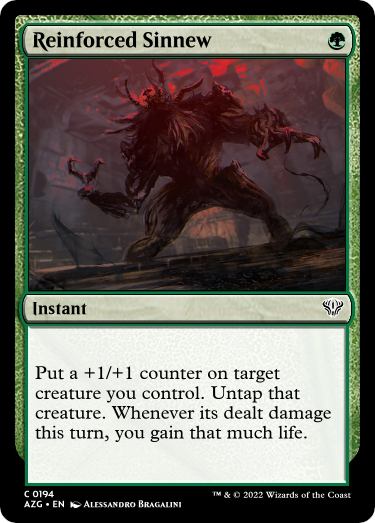 Reinforced Sinnew
Instant
Put a +1/+1 counter on target
creature you control. Untap that
creature. Whenever its dealt damage
this turn, you gain that much life.
C 0194
AZG • EN Alessandro Bragalini
™ & © 2022 Wizards of the Coast